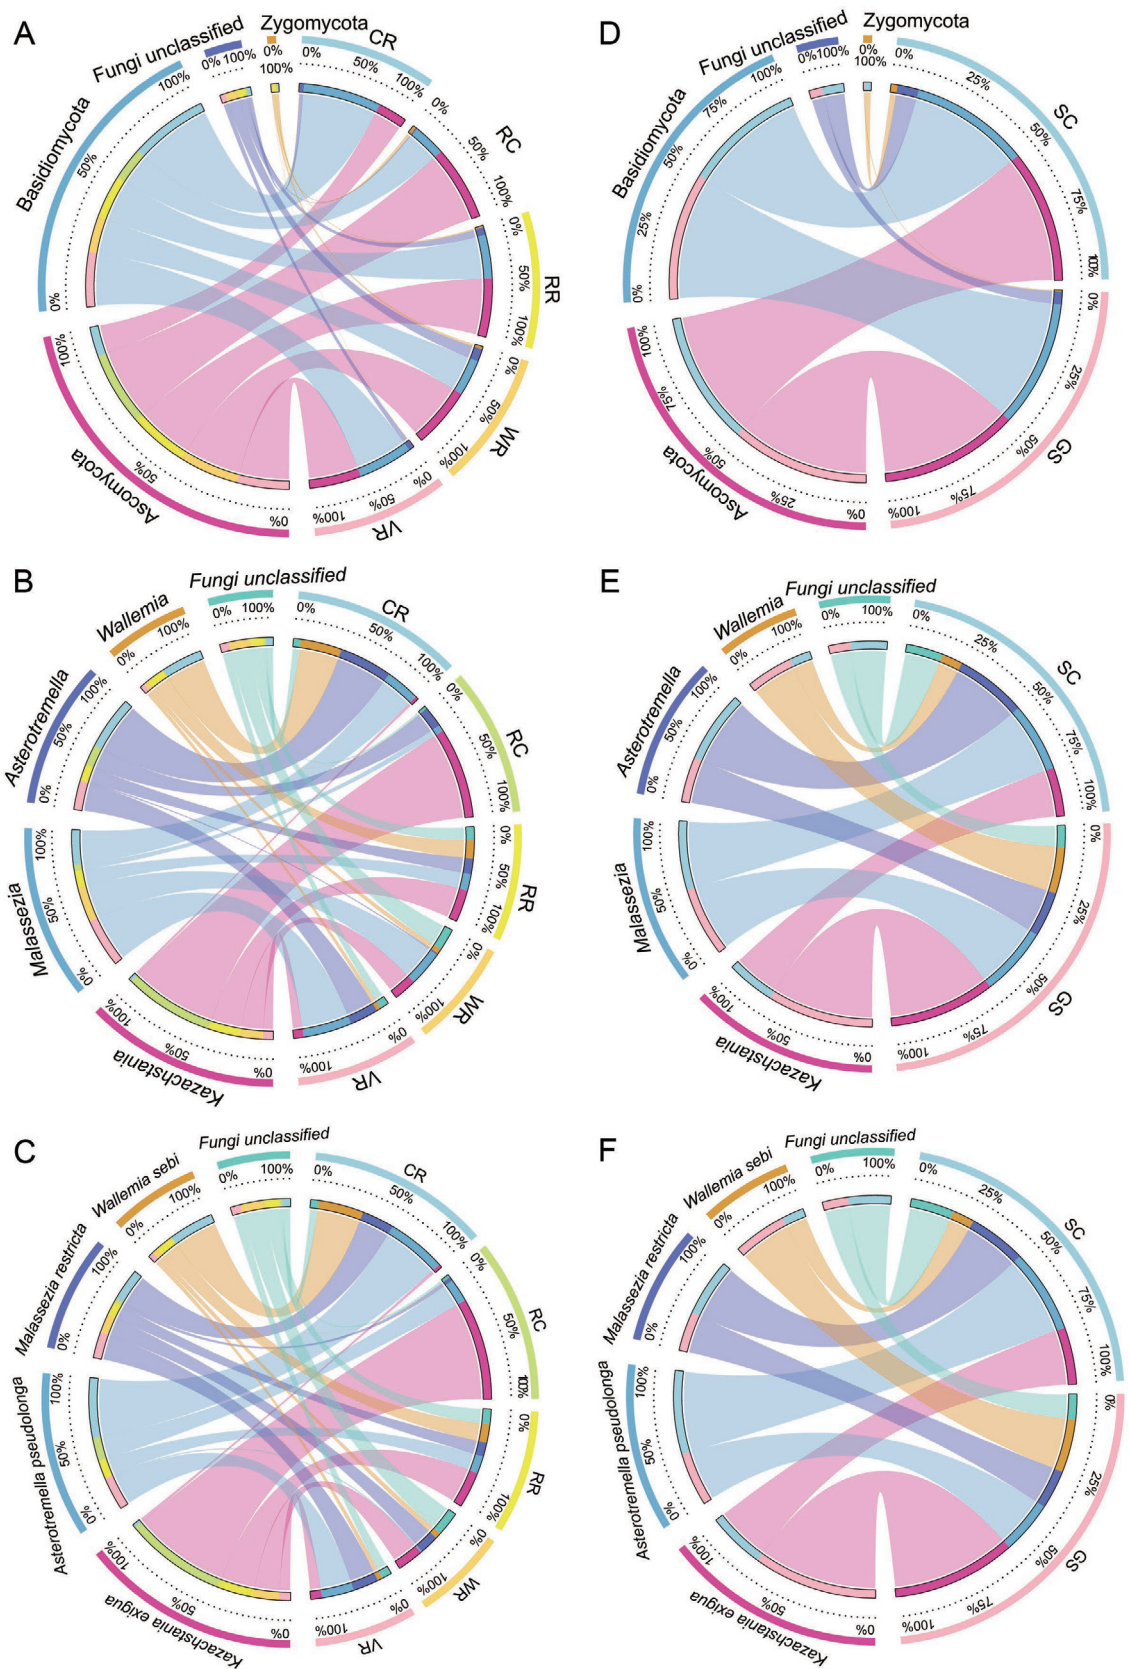 A
Fungi unclassified
Zygomycota
CR
RC
RR
WR
VR
Ascomycota
Basidiomycota
0%
50%
100%
0%
100%
0%
100%
0%
50%
100%
0%
50%
100%
0%
50%
100%
0%
50%
100%
0%
50%
100%
0%
50%
100%
D
Fungi unclassified
Zygomycota
SC
GS
Ascomycota
Basidiomycota
0%
25%
50%
75%
100%
0%
100%
0%
100%
0%
25%
50%
75%
100%
0%
25%
50%
75%
100%
0%
25%
50%
75%
100%
B
Fungi unclassified
CR
RC
RR
WR
VR
Kazachstania
Malassezia
Asterotremella
Wallemia
0%
50%
100%
0%
50%
100%
0%
100%
0%
100%
0%
50%
100%
0%
50%
100%
0%
50%
100%
0%
100%
0%
100%
0%
50%
100%
E
Fungi unclassified
SC
GS
Kazachstania
Malassezia
Asterotremella
Wallemia
0%
50%
100%
0%
50%
100%
0%
100%
0%
100%
0%
25%
50%
75%
100%
0%
25%
50%
75%
100%
0%
50%
100%
C
Fungi unclassified
CR
RC
RR
WR
VR
Kazachstania exigua
Asterotremella pseudolonga
Malassezia restricta
Wallemia sebi
0%
50%
100%
0%
100%
0%
100%
0%
100%
0%
50%
100%
0%
50%
100%
0%
100%
0%
100%
0%
100%
0%
50%
100%
F
Fungi unclassified
SC
GS
Kazachstania exigua
Asterotremella pseudolonga
Malassezia restricta
Wallemia sebi
0%
50%
100%
0%
100%
0%
100%
0%
100%
0%
25%
50%
75%
100%
0%
25%
50%
75%
100%
0%
50%
100%